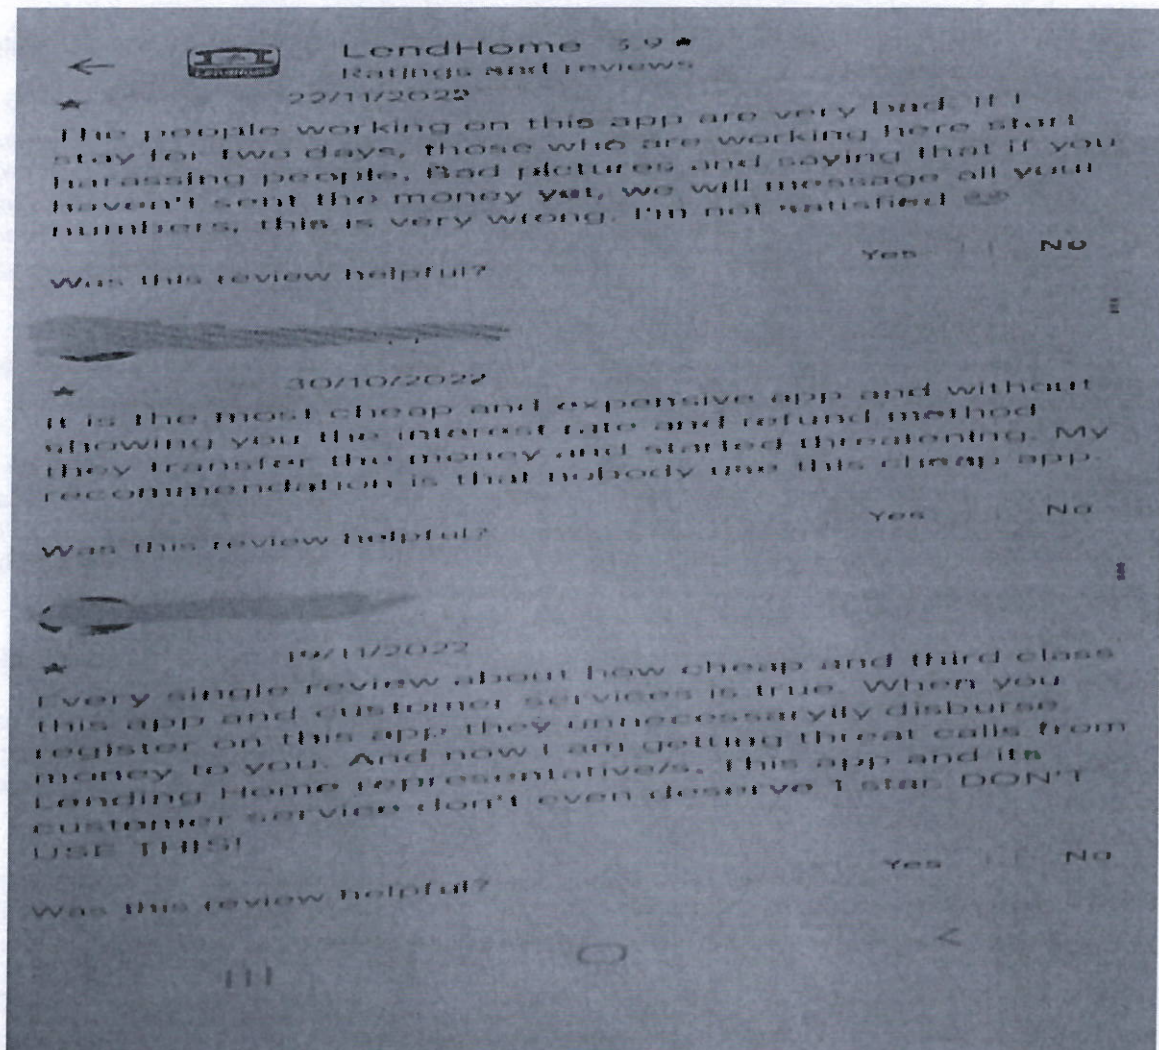 LendHome 3.9★
Ratings and reviews
★ 22/11/2022
The people working on this app are very bad. If I
stay for two days, those who are working here start
harassing people. Bad pictures and saying that if you
haven't sent the money yet, we will message all your
numbers, this is very wrong. I'm not satisfied
Yes No
Was this review helpful?
★ 30/10/2022
It is the most cheap and expensive app and without
showing you the interest rate and refund method
they transfer the money and started threatening. My
recommendation is that nobody use this cheap app.
Yes No
Was this review helpful?
★ 19/11/2022
Every single review about how cheap and third class
this app and customer services is true. When you
register on this app they unnecessaryily disburse
money to you. And now I am getting threat calls from
Lending Home representative/s. This app and its
customer service don't even deserve 1 star. DON'T
USE THIS!
Yes No
Was this review helpful?